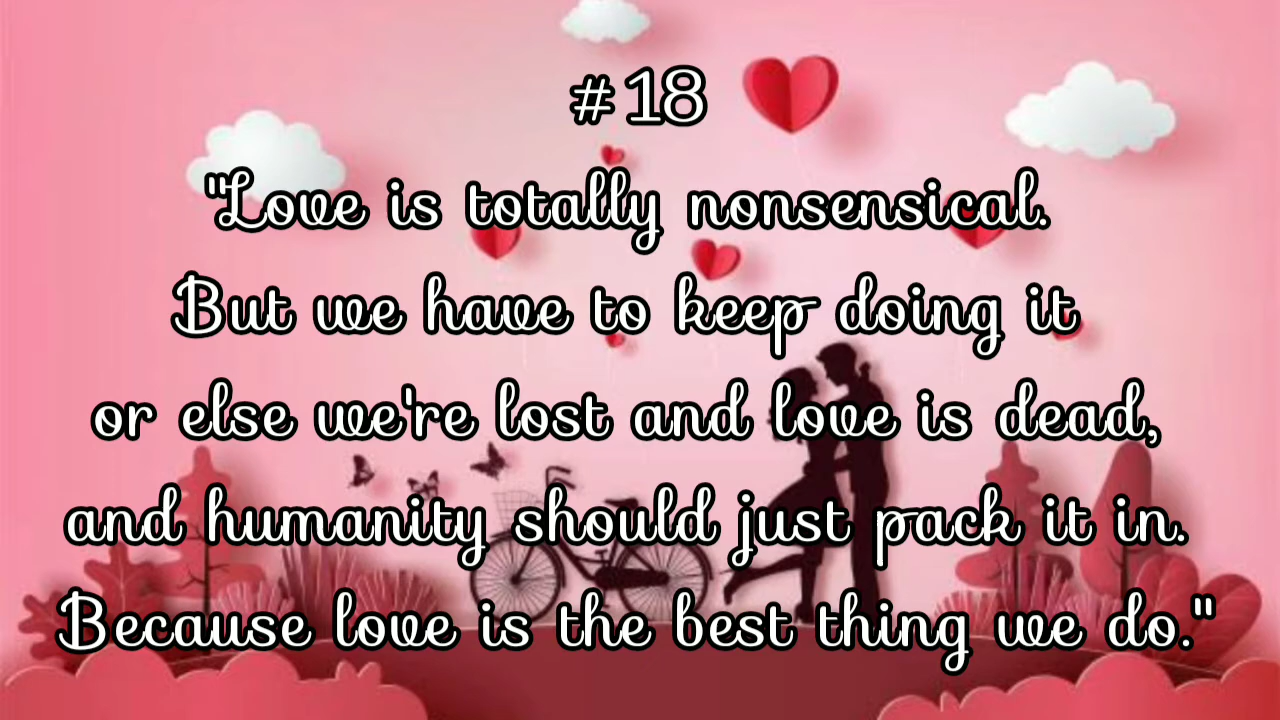 #18
"Love is totally nonsensical.
But we have to keep doing it
or else we're lost and love is dead,
and humanity should just pack it in.
Because love is the best thing we do."